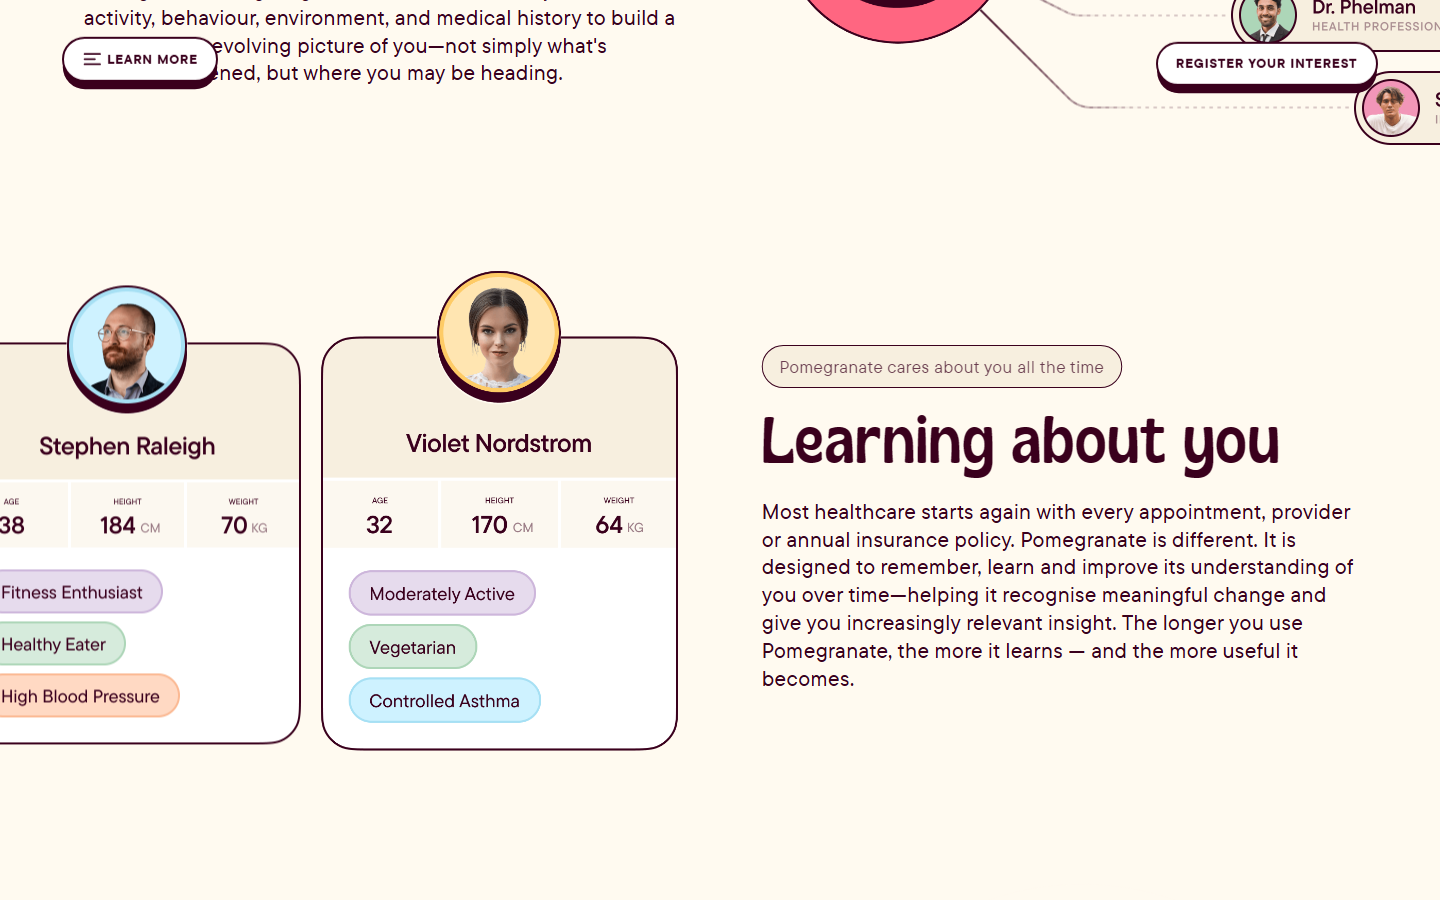 activity, behaviour, environment, and medical history to build a
evolving picture of you—not simply what's
but where you may be heading.
LEARN MORE
Dr. Phelman
REGISTER YOUR INTEREST
Stephen Raleigh
AGE
38
HEIGHT
184 CM
WEIGHT
70 KG
Fitness Enthusiast
Healthy Eater
High Blood Pressure
Violet Nordstrom
AGE
32
HEIGHT
170 CM
WEIGHT
64 KG
Moderately Active
Vegetarian
Controlled Asthma
Pomegranate cares about you all the time
Learning about you
Most healthcare starts again with every appointment, provider
or annual insurance policy. Pomegranate is different. It is
designed to remember, learn and improve its understanding of
you over time—helping it recognise meaningful change and
give you increasingly relevant insight. The longer you use
Pomegranate, the more it learns — and the more useful it
becomes.